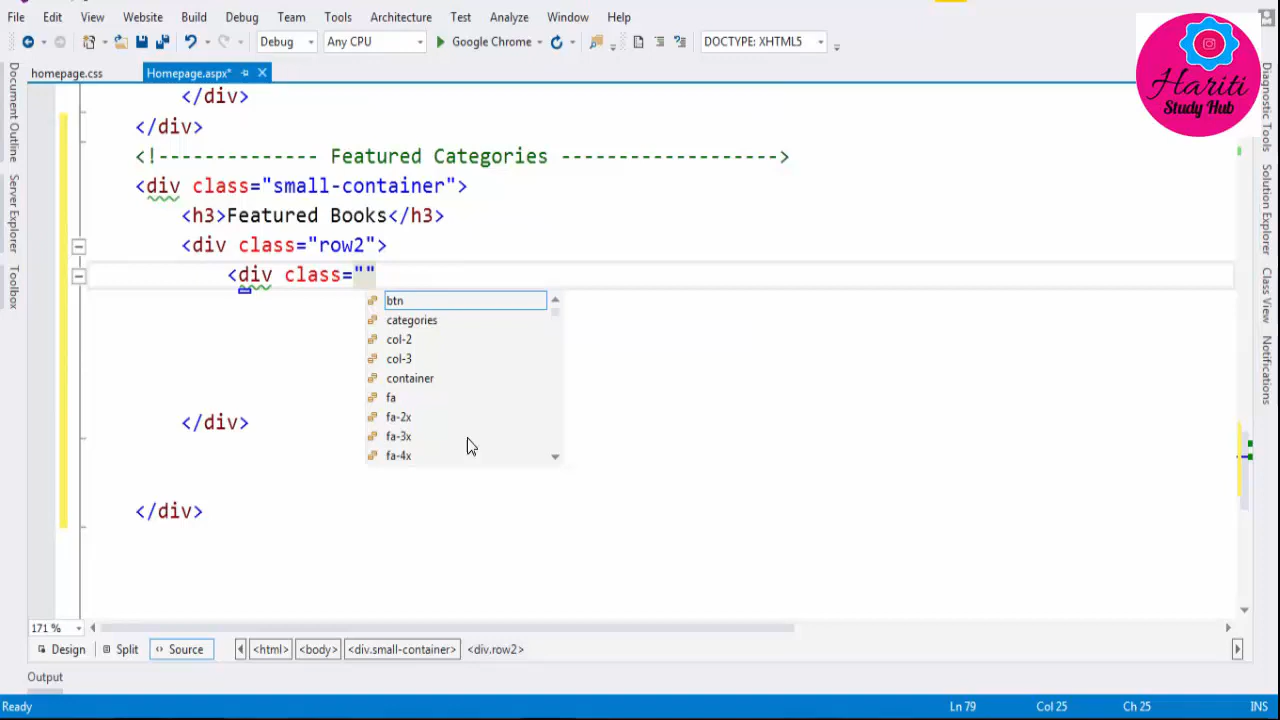 File Edit View Website Build Debug Team Tools Architecture Test Analyze Window Help
Debug Any CPU Google Chrome DOCTYPE: XHTML5
Hariti
Study Hub
homepage.css Homepage.aspx*
Document Outline
Server Explorer
Toolbox
Diagnostic Tools
Solution Explorer
Class View
Notifications
</div>
</div>
<!-------------- Featured Categories ------------------->
<div class="small-container">
<h3>Featured Books</h3>
<div class="row2">
<div class=""
btn
categories
col-2
col-3
container
fa
fa-2x
fa-3x
fa-4x
</div>
</div>
171 %
Design Split Source <html> <body> <div.small-container> <div.row2>
Output
Ready Ln 79 Col 25 Ch 25 INS